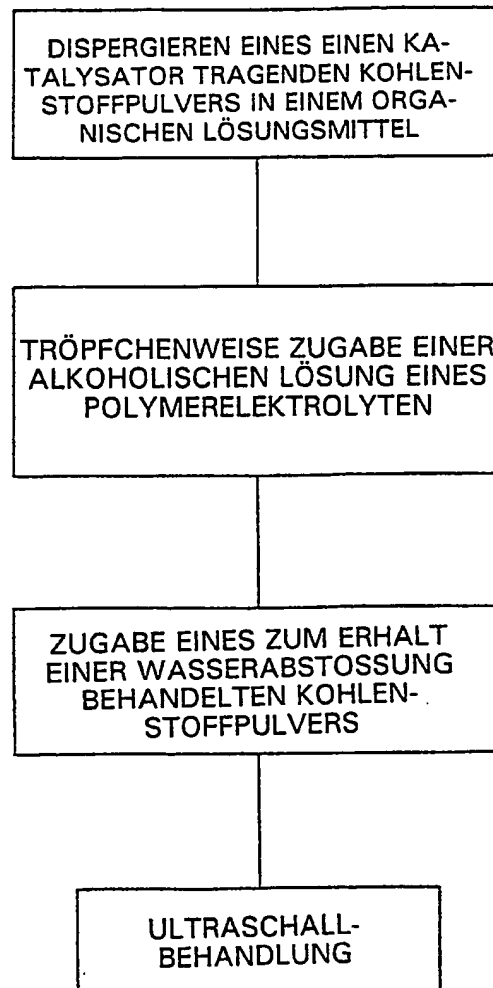 DISPERGIEREN EINES EINEN KA-
TALYSATOR TRAGENDEN KOHLEN-
STOFFPULVERS IN EINEM ORGA-
NISCHEN LÖSUNGSMITTEL
TRÖPFCHENWEISE ZUGABE EINER
ALKOHOLISCHEN LÖSUNG EINES
POLYMERELEKTROLYTEN
ZUGABE EINES ZUM ERHALT
EINER WASSERABSTOSSUNG
BEHANDELTEN KOHLEN-
STOFFPULVERS
ULTRASCHALL-
BEHANDLUNG